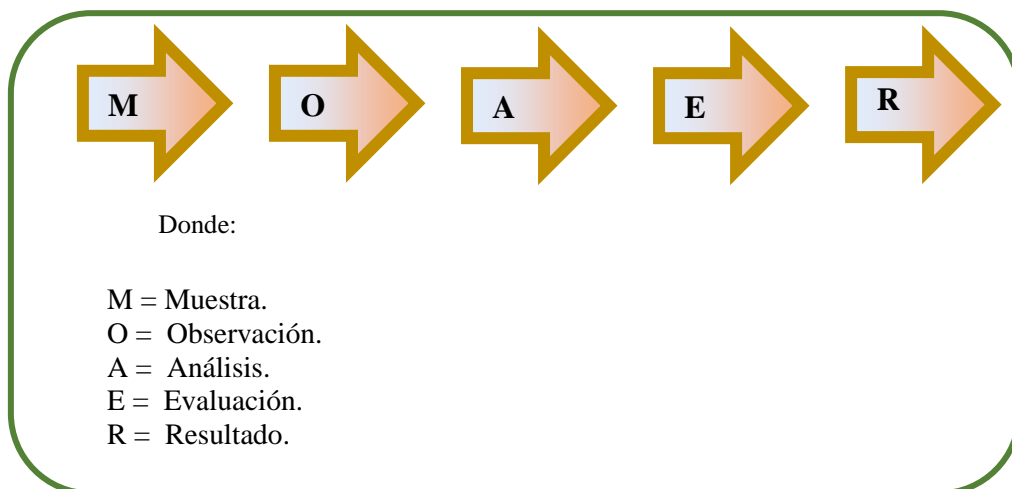 M O A E R
Donde:
M = Muestra.
O = Observación.
A = Análisis.
E = Evaluación.
R = Resultado.